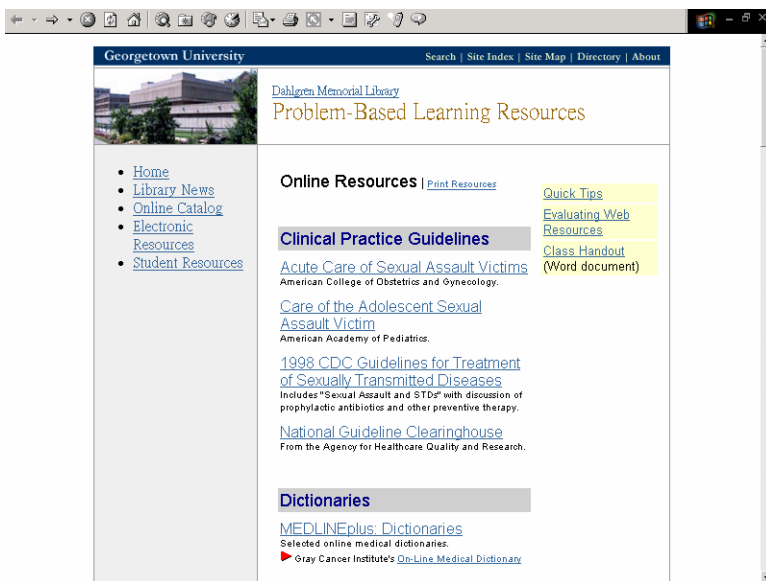 Georgetown University
Search | Site Index | Site Map | Directory | About
Dahlgren Memorial Library
Problem-Based Learning Resources
• Home
• Library News
• Online Catalog
• Electronic
Resources
• Student Resources
Online Resources | Print Resources
Clinical Practice Guidelines
Acute Care of Sexual Assault Victims
American College of Obstetrics and Gynecology.
Care of the Adolescent Sexual
Assault Victim
American Academy of Pediatrics.
1998 CDC Guidelines for Treatment
of Sexually Transmitted Diseases
Includes "Sexual Assault and STDs" with discussion of
prophylactic antibiotics and other preventive therapy.
National Guideline Clearinghouse
From the Agency for Healthcare Quality and Research.
Dictionaries
MEDLINEplus: Dictionaries
Selected online medical dictionaries.
Gray Cancer Institute's On-Line Medical Dictionary
Quick Tips
Evaluating Web
Resources
Class Handout
(Word document)